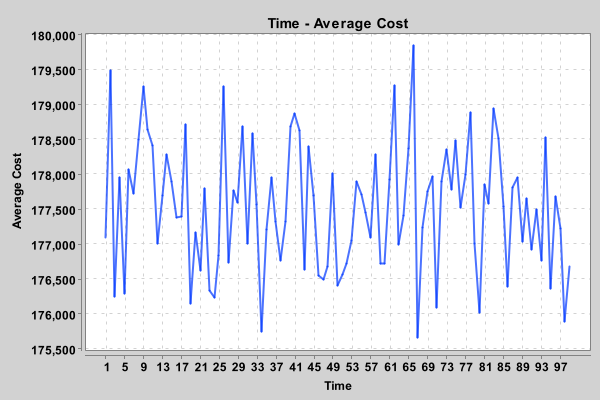 Time - Average Cost
180,000
179,500
179,000
178,500
178,000
177,500
177,000
176,500
176,000
175,500
Average Cost
1 5 9 13 17 21 25 29 33 37 41 45 49 53 57 61 65 69 73 77 81 85 89 93 97
Time